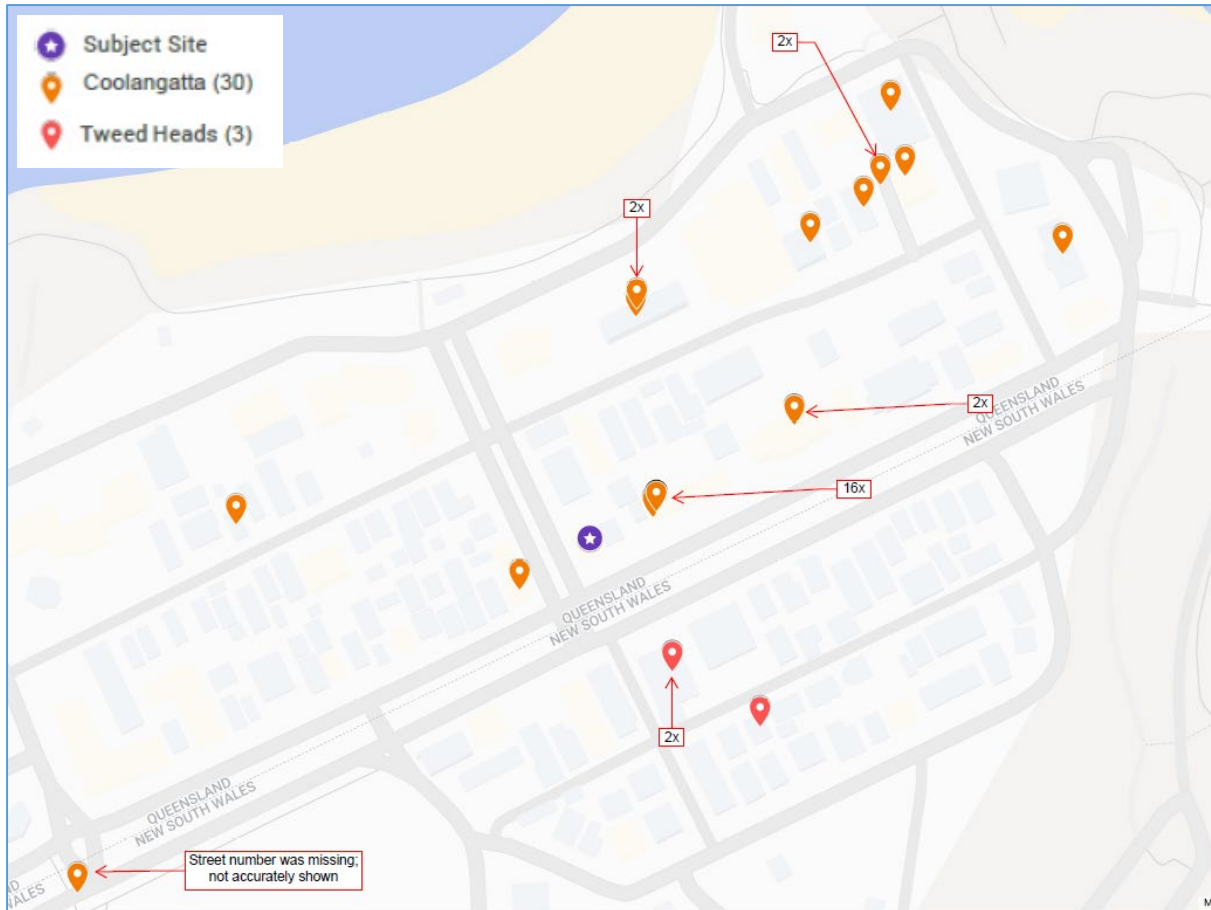 Subject Site
Coolangatta (30)
Tweed Heads (3)
2x
2x
QUEENSLAND
NEW SOUTH WALES
2x
16x
QUEENSLAND
NEW SOUTH WALES
2x
QUEENSLAND
NEW SOUTH WALES
Street number was missing;
not accurately shown
WALES
M